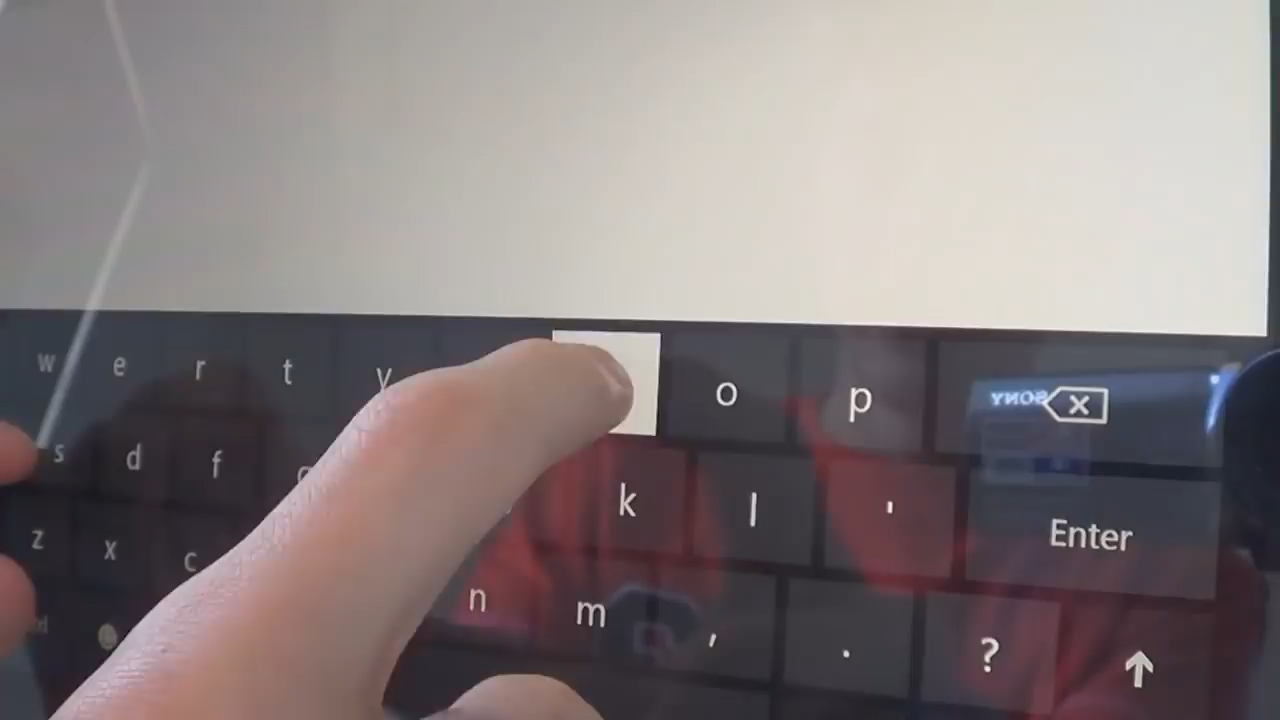 w e r t y o p
s d f k l ' Enter
z x c n m , . ? ↑
SONY